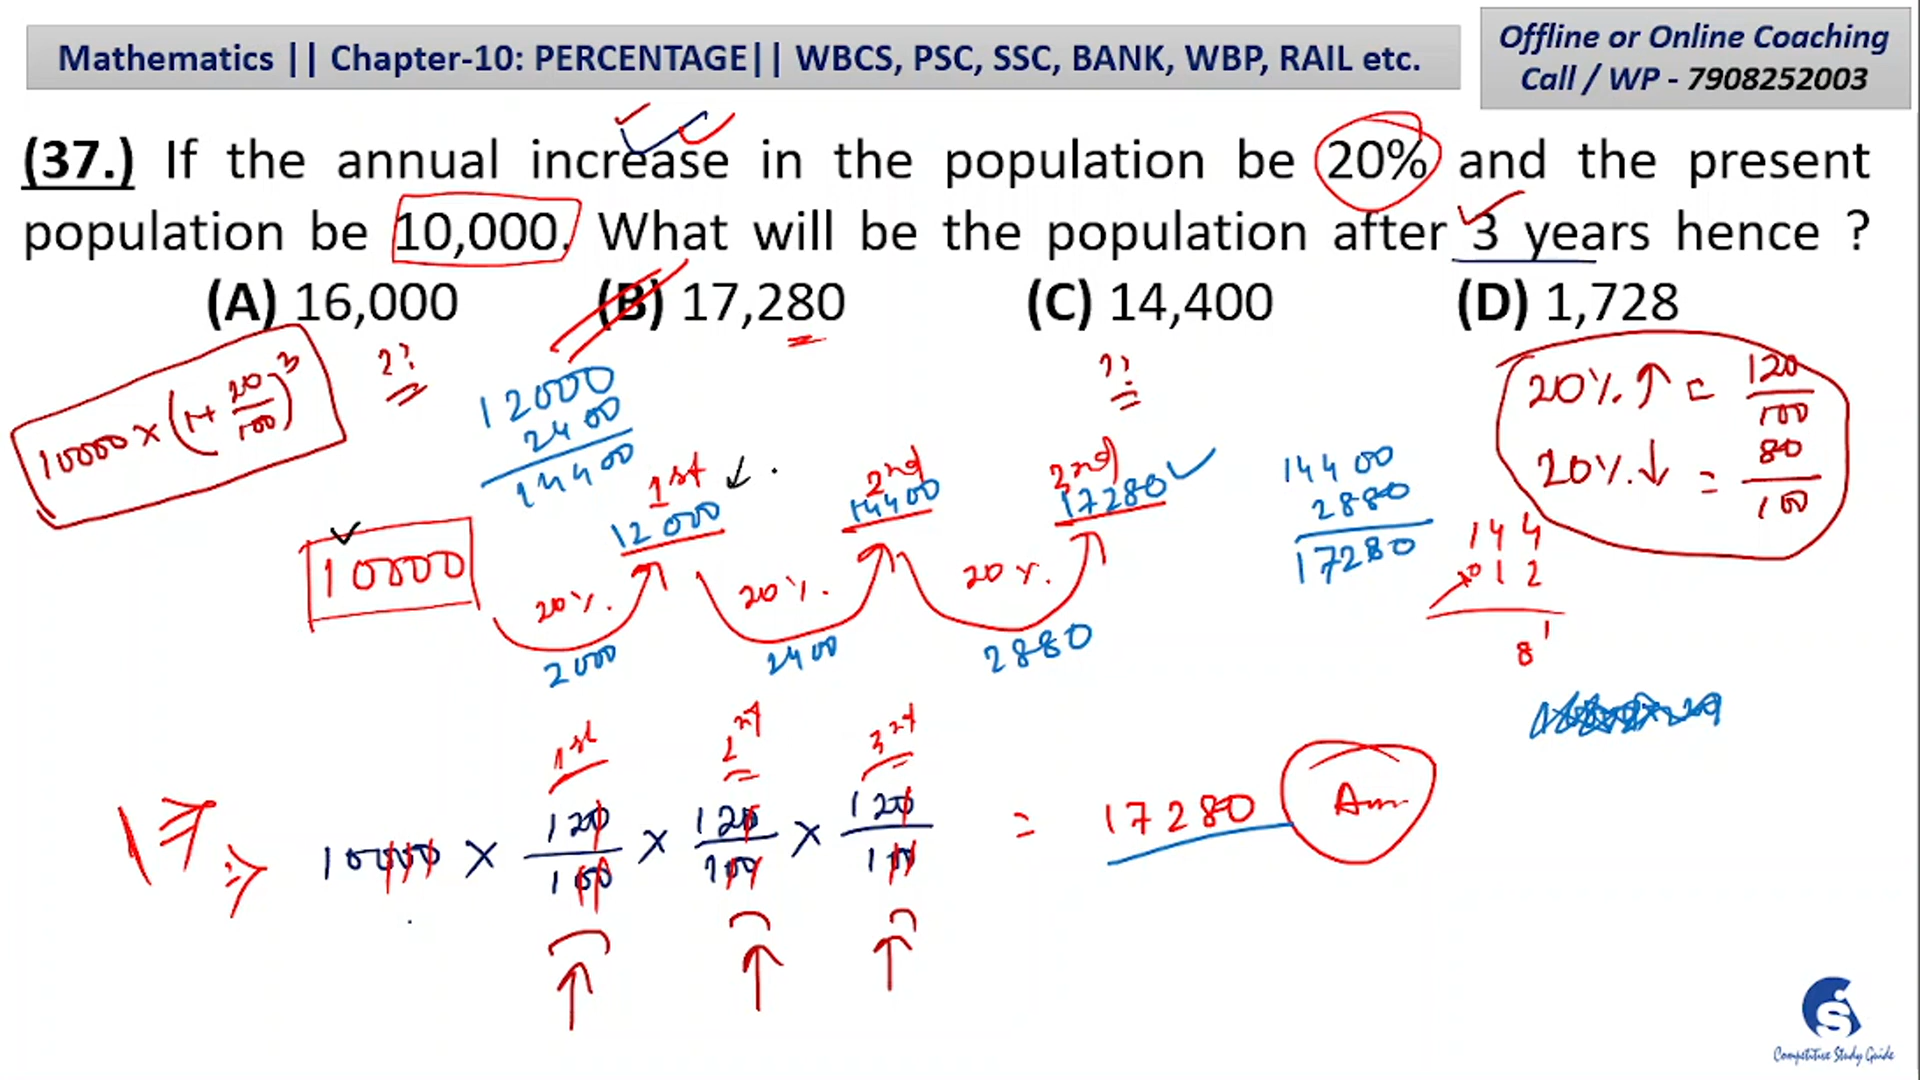 Mathematics || Chapter-10: PERCENTAGE|| WBCS, PSC, SSC, BANK, WBP, RAIL etc.
Offline or Online Coaching
Call / WP - 7908252003
(37.) If the annual increase in the population be 20% and the present
population be 10,000. What will be the population after 3 years hence ?
(A) 16,000 (B) 17,280 (C) 14,400 (D) 1,728
10000 × (1+ 20/100)^3
??
12000
2400
14400
??
20% ↑ = 120/100
20% ↓ = 80/100
1st 2nd 3rd
12000 14400 17280
14400
2880
17280
144
×012
1
8
10000
20% 20% 20%
2000 2400 2880
1st 2nd 3rd
⇒ 10000 × 120/100 × 120/100 × 120/100 = 17280 Ans
Competitive Study Guide